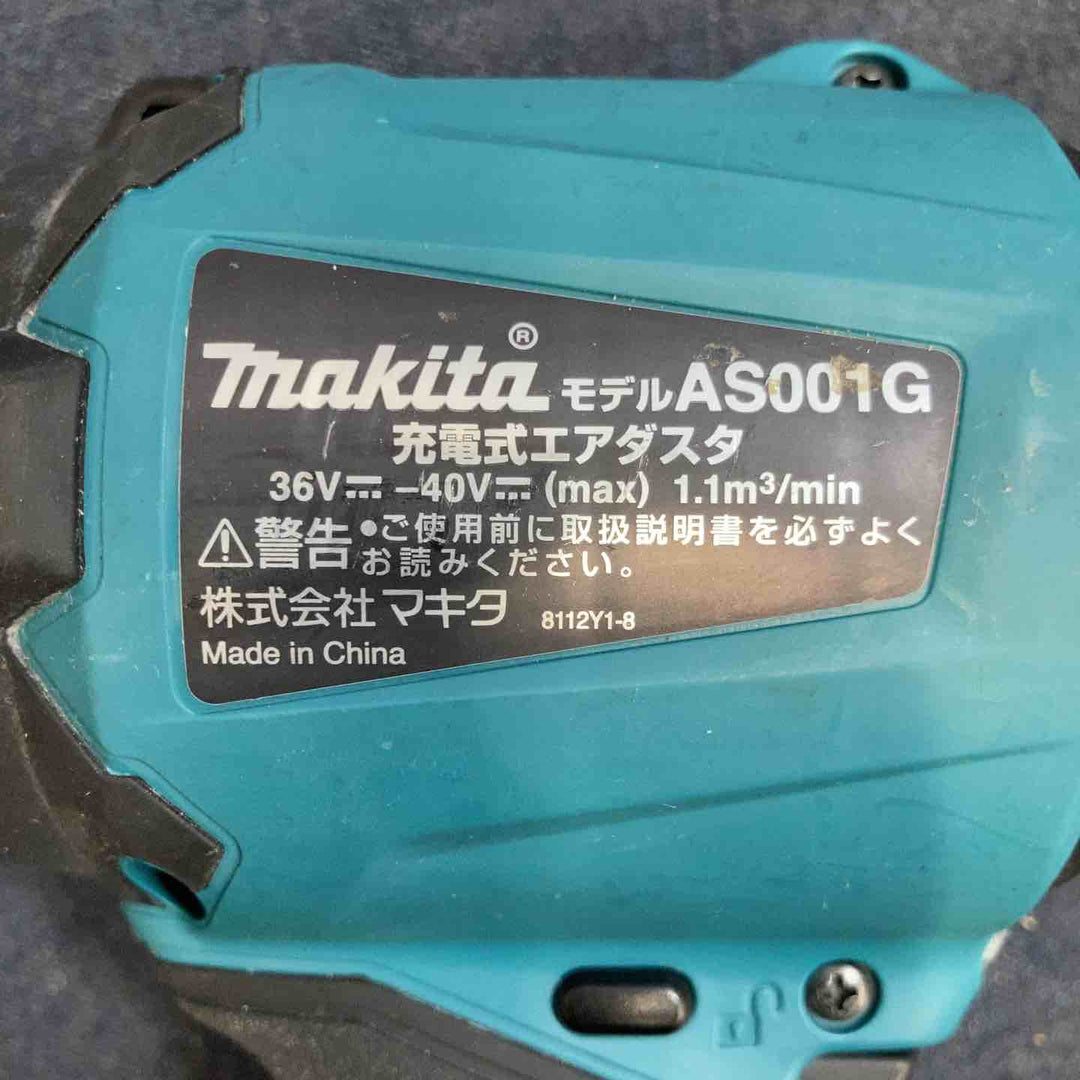 makita® モデルAS001G
充電式エアダスタ
36V⎓ –40V⎓ (max) 1.1m³/min
⚠警告 ●ご使用前に取扱説明書を必ずよく
お読みください。
株式会社マキタ 8112Y1-8
Made in China